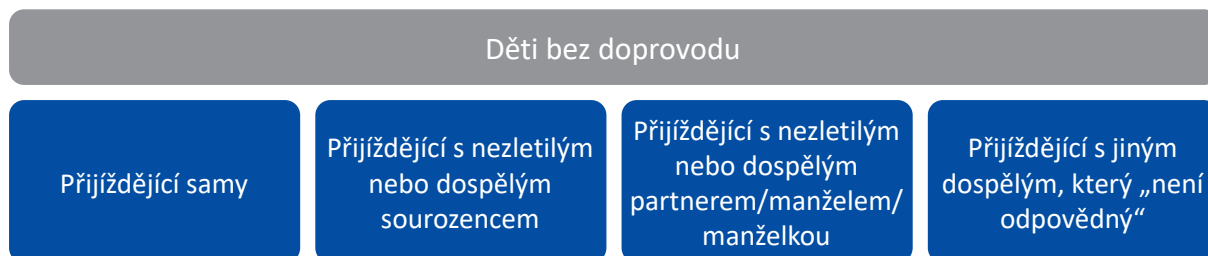 Děti bez doprovodu
Přijíždějící samy
Přijíždějící s nezletilým
nebo dospělým
sourozencem
Přijíždějící s nezletilým
nebo dospělým
partnerem/manželem/
manželkou
Přijíždějící s jiným
dospělým, který „není
odpovědný“